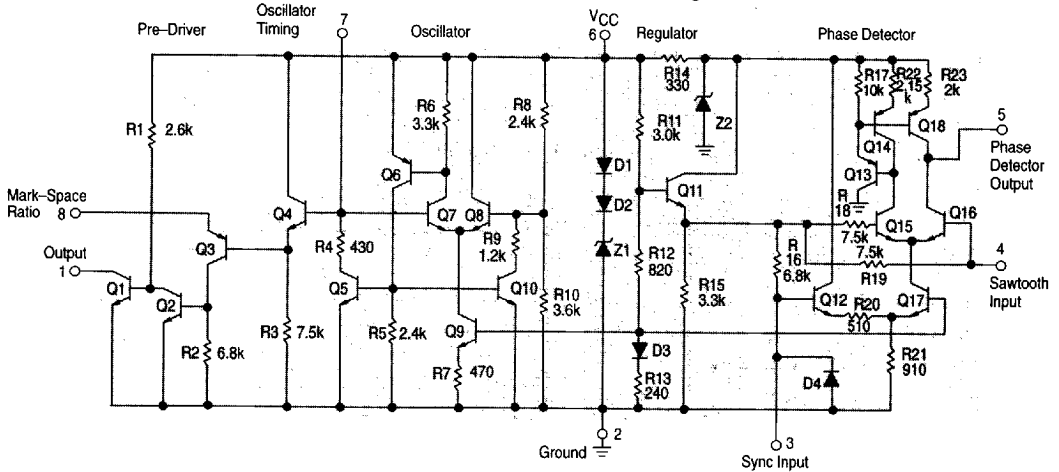 Pre–Driver
Oscillator
Timing
7
Oscillator
VCC
6
Regulator
Phase Detector
R1
2.6k
R6
3.3k
R8
2.4k
R14
330
R11
3.0k
Z2
R17
10k
R22
2.15
k
R23
2k
5
Phase
Detector
Output
Q18
Q14
Q13
Mark–Space
Ratio
8
Q3
Q4
Q6
Q7
Q8
D1
D2
Z1
Q11
R
18
7.5k
Q15
Q16
4
Sawtooth
Input
7.5k
R19
Output
1
Q1
Q2
R4
430
Q5
R9
1.2k
Q10
R12
820
R15
3.3k
R
16
6.8k
Q12
R20
510
Q17
R2
6.8k
R3
7.5k
R5
2.4k
Q9
R10
3.6k
R7
470
D3
R13
240
D4
R21
910
Ground
2
3
Sync Input